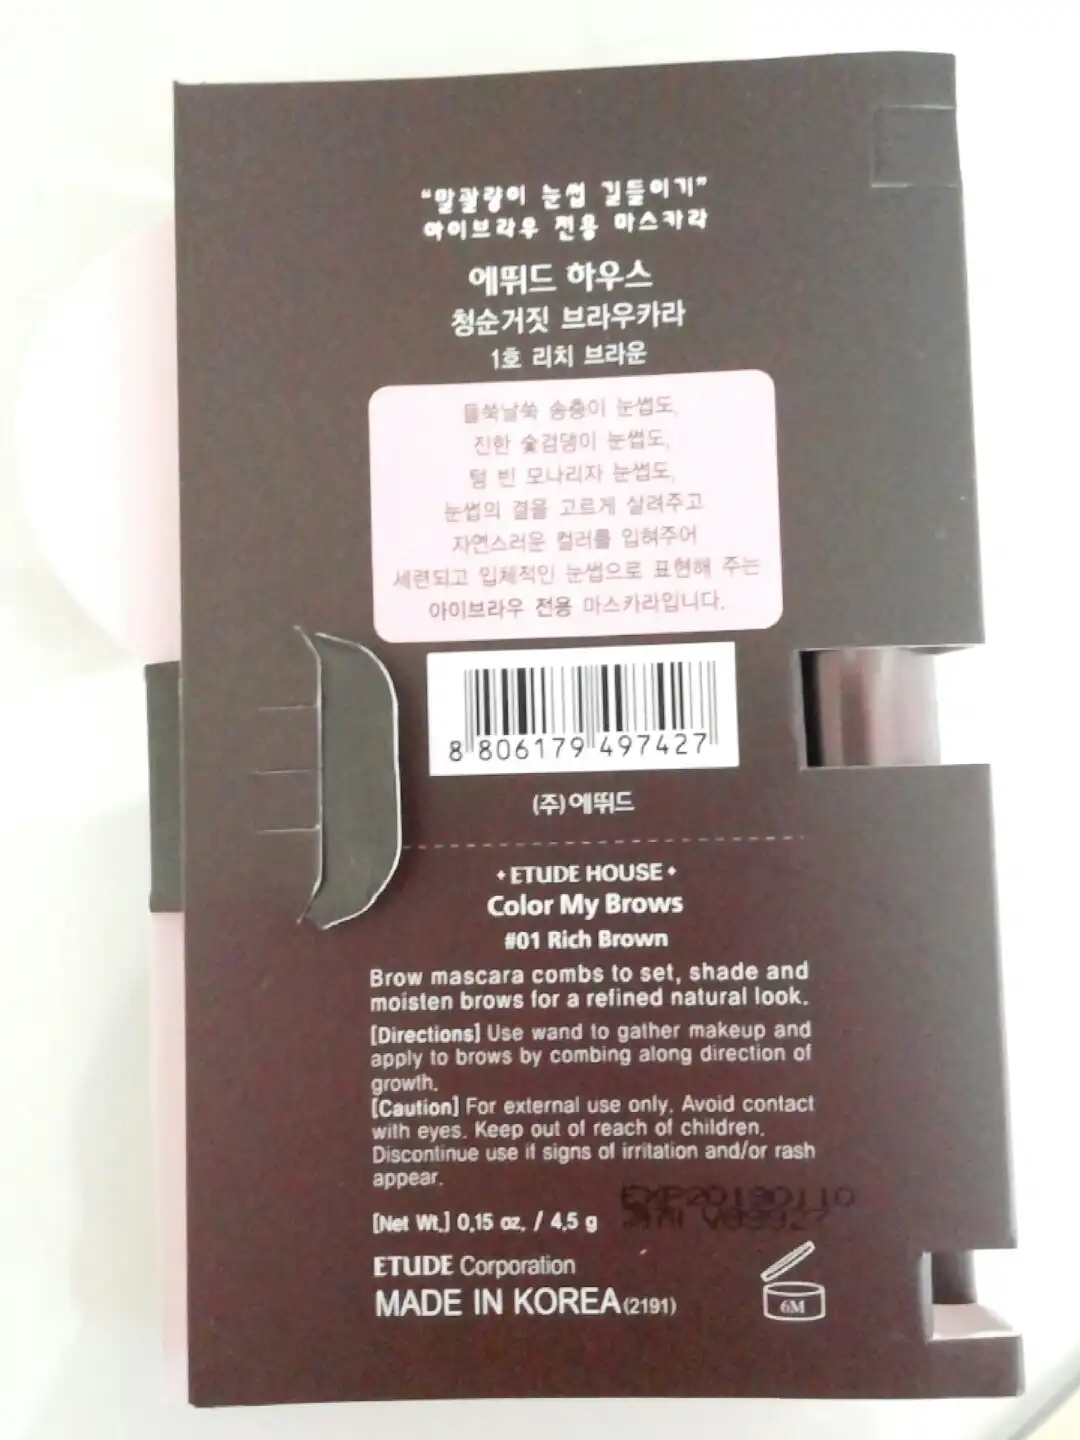 “말괄량이 눈썹 길들이기”
아이브라우 전용 마스카라
에뛰드 하우스
청순거짓 브라우카라
1호 리치 브라운
들쑥날쑥 송충이 눈썹도,
진한 숯검댕이 눈썹도,
털 빈 모나리자 눈썹도,
눈썹의 결을 고르게 살려주고
자연스러운 컬러를 입혀주어
세련되고 입체적인 눈썹으로 표현해 주는
아이브라우 전용 마스카라입니다.
8 806179 497427
(주)에뛰드
ETUDE HOUSE
Color My Brows
#01 Rich Brown
Brow mascara combs to set, shade and
moisten brows for a refined natural look.
[Directions] Use wand to gather makeup and
apply to brows by combing along direction of
growth.
[Caution] For external use only. Avoid contact
with eyes. Keep out of reach of children.
Discontinue use if signs of irritation and/or rash
appear.
EXP20190110
[Net Wt.] 0.15 oz. / 4.5 g
ETUDE Corporation
MADE IN KOREA(2191)
6M